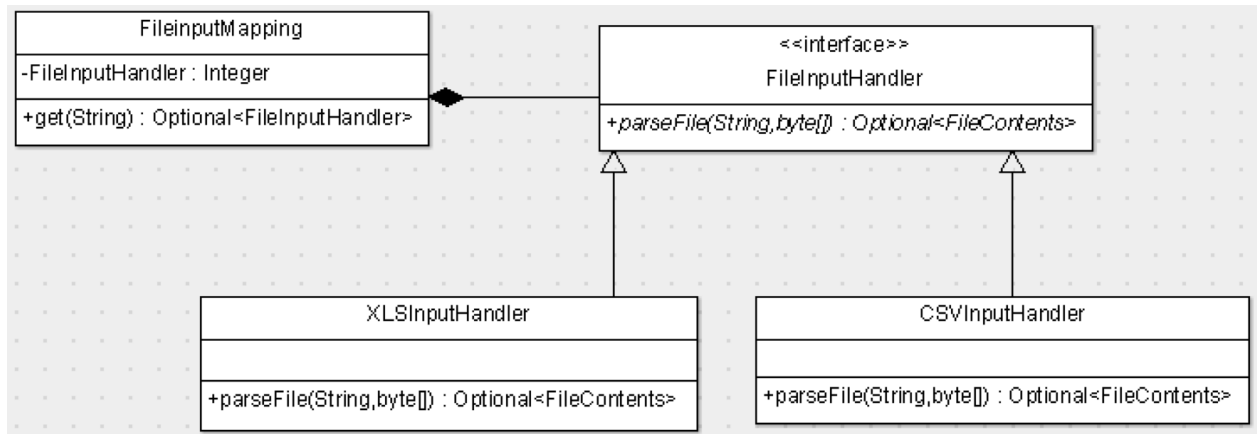 FileinputMapping
-FileInputHandler : Integer
+get(String) : Optional<FileInputHandler>
<<interface>>
FileInputHandler
+parseFile(String,byte[]) : Optional<FileContents>
XLSInputHandler
+parseFile(String,byte[]) : Optional<FileContents>
CSVInputHandler
+parseFile(String,byte[]) : Optional<FileContents>